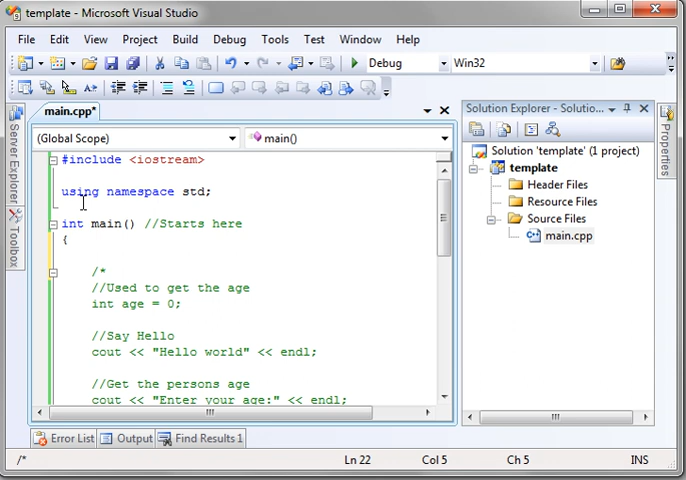 template - Microsoft Visual Studio
File Edit View Project Build Debug Tools Test Window Help
Debug Win32
main.cpp*
(Global Scope) main()
#include <iostream>
using namespace std;
int main() //Starts here
{
/*
//Used to get the age
int age = 0;
//Say Hello
cout << "Hello world" << endl;
//Get the persons age
cout << "Enter your age:" << endl;
Server Explorer
Toolbox
Solution Explorer - Solutio...
Solution 'template' (1 project)
template
Header Files
Resource Files
Source Files
main.cpp
Properties
Error List Output Find Results 1
/* Ln 22 Col 5 Ch 5 INS